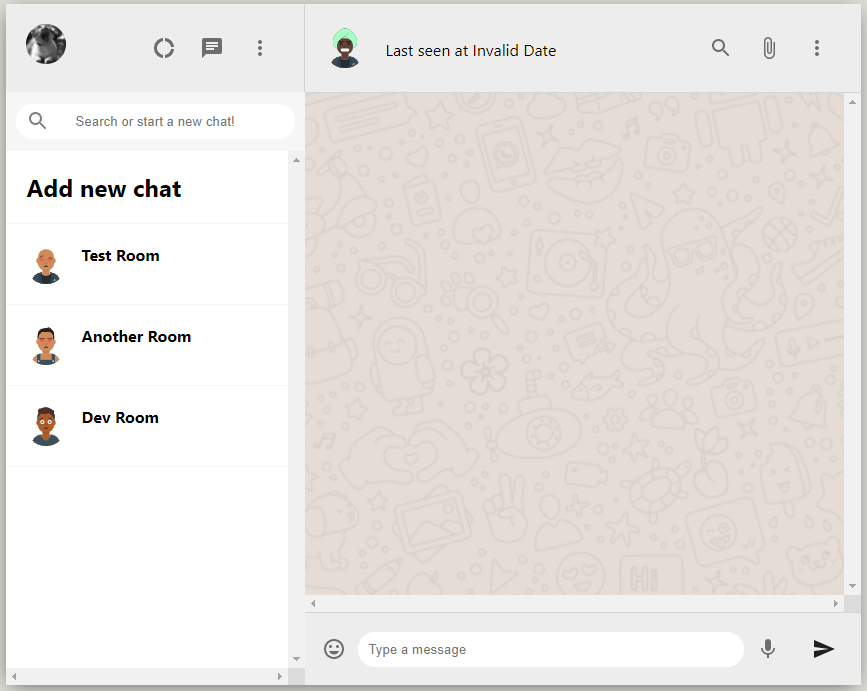 Last seen at Invalid Date
Search or start a new chat!
Add new chat
Test Room
Another Room
Dev Room
Hi
Type a message